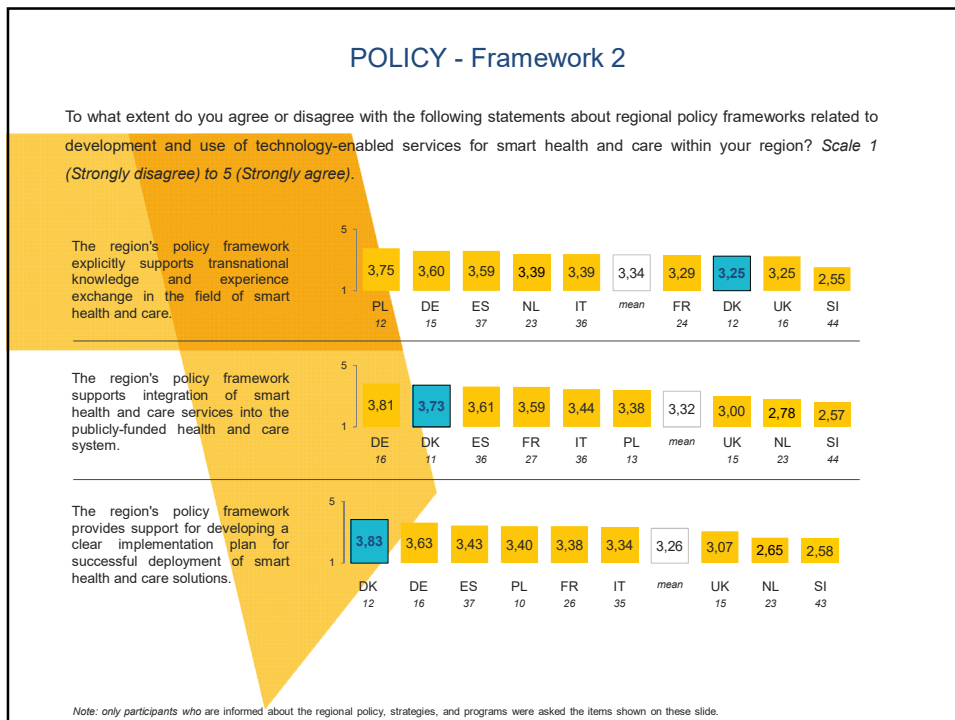 POLICY - Framework 2
To what extent do you agree or disagree with the following statements about regional policy frameworks related to
development and use of technology-enabled services for smart health and care within your region? Scale 1
(Strongly disagree) to 5 (Strongly agree).
The region's policy framework
explicitly supports transnational
knowledge and experience
exchange in the field of smart
health and care.
5
1
3,75 3,60 3,59 3,39 3,39 3,34 3,29 3,25 3,25 2,55
PL DE ES NL IT mean FR DK UK SI
12 15 37 23 36 24 12 16 44
The region's policy framework
supports integration of smart
health and care services into the
publicly-funded health and care
system.
5
1
3,81 3,73 3,61 3,59 3,44 3,38 3,32 3,00 2,78 2,57
DE DK ES FR IT PL mean UK NL SI
16 11 36 27 36 13 15 23 44
The region's policy framework
provides support for developing a
clear implementation plan for
successful deployment of smart
health and care solutions.
5
1
3,83 3,63 3,43 3,40 3,38 3,34 3,26 3,07 2,65 2,58
DK DE ES PL FR IT mean UK NL SI
12 16 37 10 26 35 15 23 43
Note: only participants who are informed about the regional policy, strategies, and programs were asked the items shown on these slide.